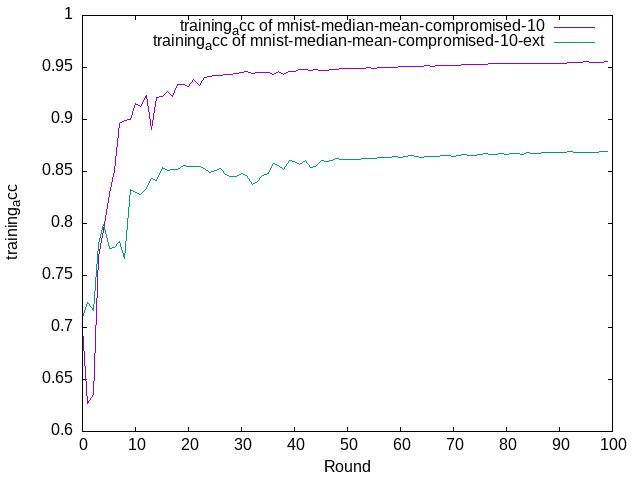 training_acc of mnist-median-mean-compromised-10
training_acc of mnist-median-mean-compromised-10-ext
1
0.95
0.9
0.85
0.8
0.75
0.7
0.65
0.6
training_acc
0 10 20 30 40 50 60 70 80 90 100
Round